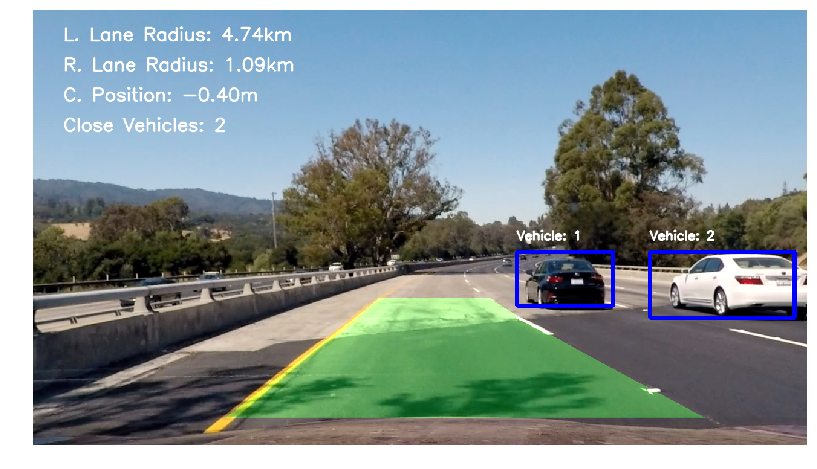 L. Lane Radius: 4.74km
R. Lane Radius: 1.09km
C. Position: −0.40m
Close Vehicles: 2
Vehicle: 1
Vehicle: 2